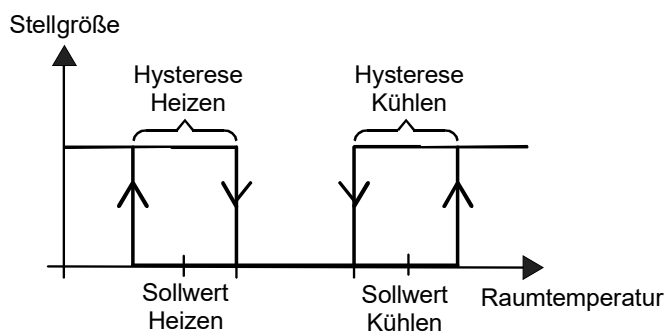 Stellgröße
Hysterese
Heizen
Hysterese
Kühlen
Sollwert
Heizen
Sollwert
Kühlen
Raumtemperatur